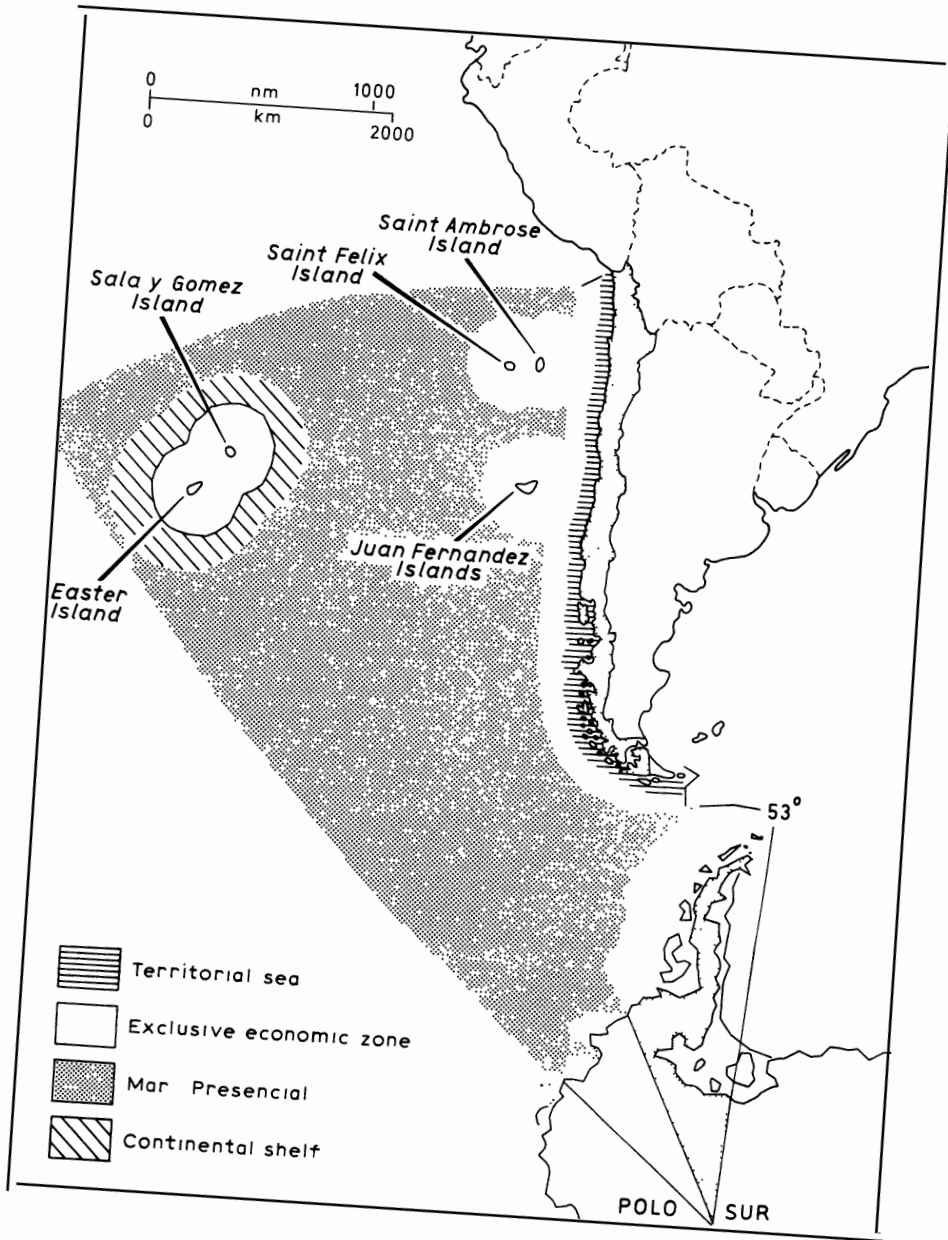 0
nm
1000
0
km
2000
Saint Ambrose
Island
Saint Felix
Island
Sala y Gomez
Island
Juan Fernandez
Islands
Easter
Island
53°
Territorial sea
Exclusive economic zone
Mar Presencial
Continental shelf
POLO SUR